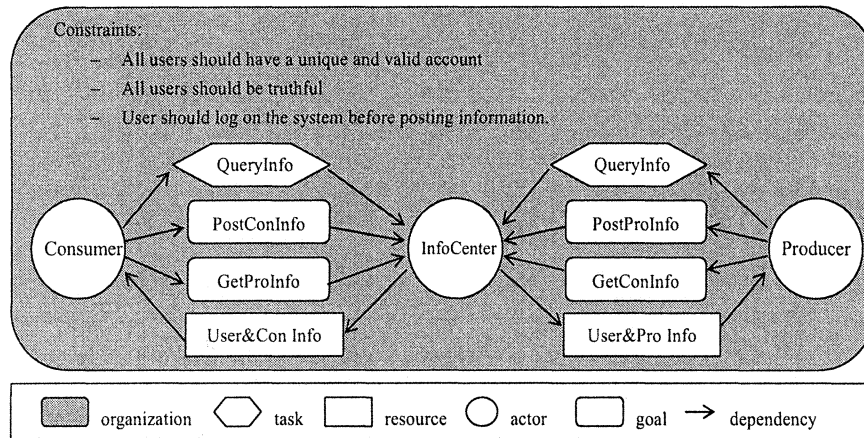 Constraints:
– All users should have a unique and valid account
– All users should be truthful
– User should log on the system before posting information.
QueryInfo QueryInfo
PostConInfo PostProInfo
Consumer InfoCenter Producer
GetProInfo GetConInfo
User&Con Info User&Pro Info
organization task resource actor goal dependency